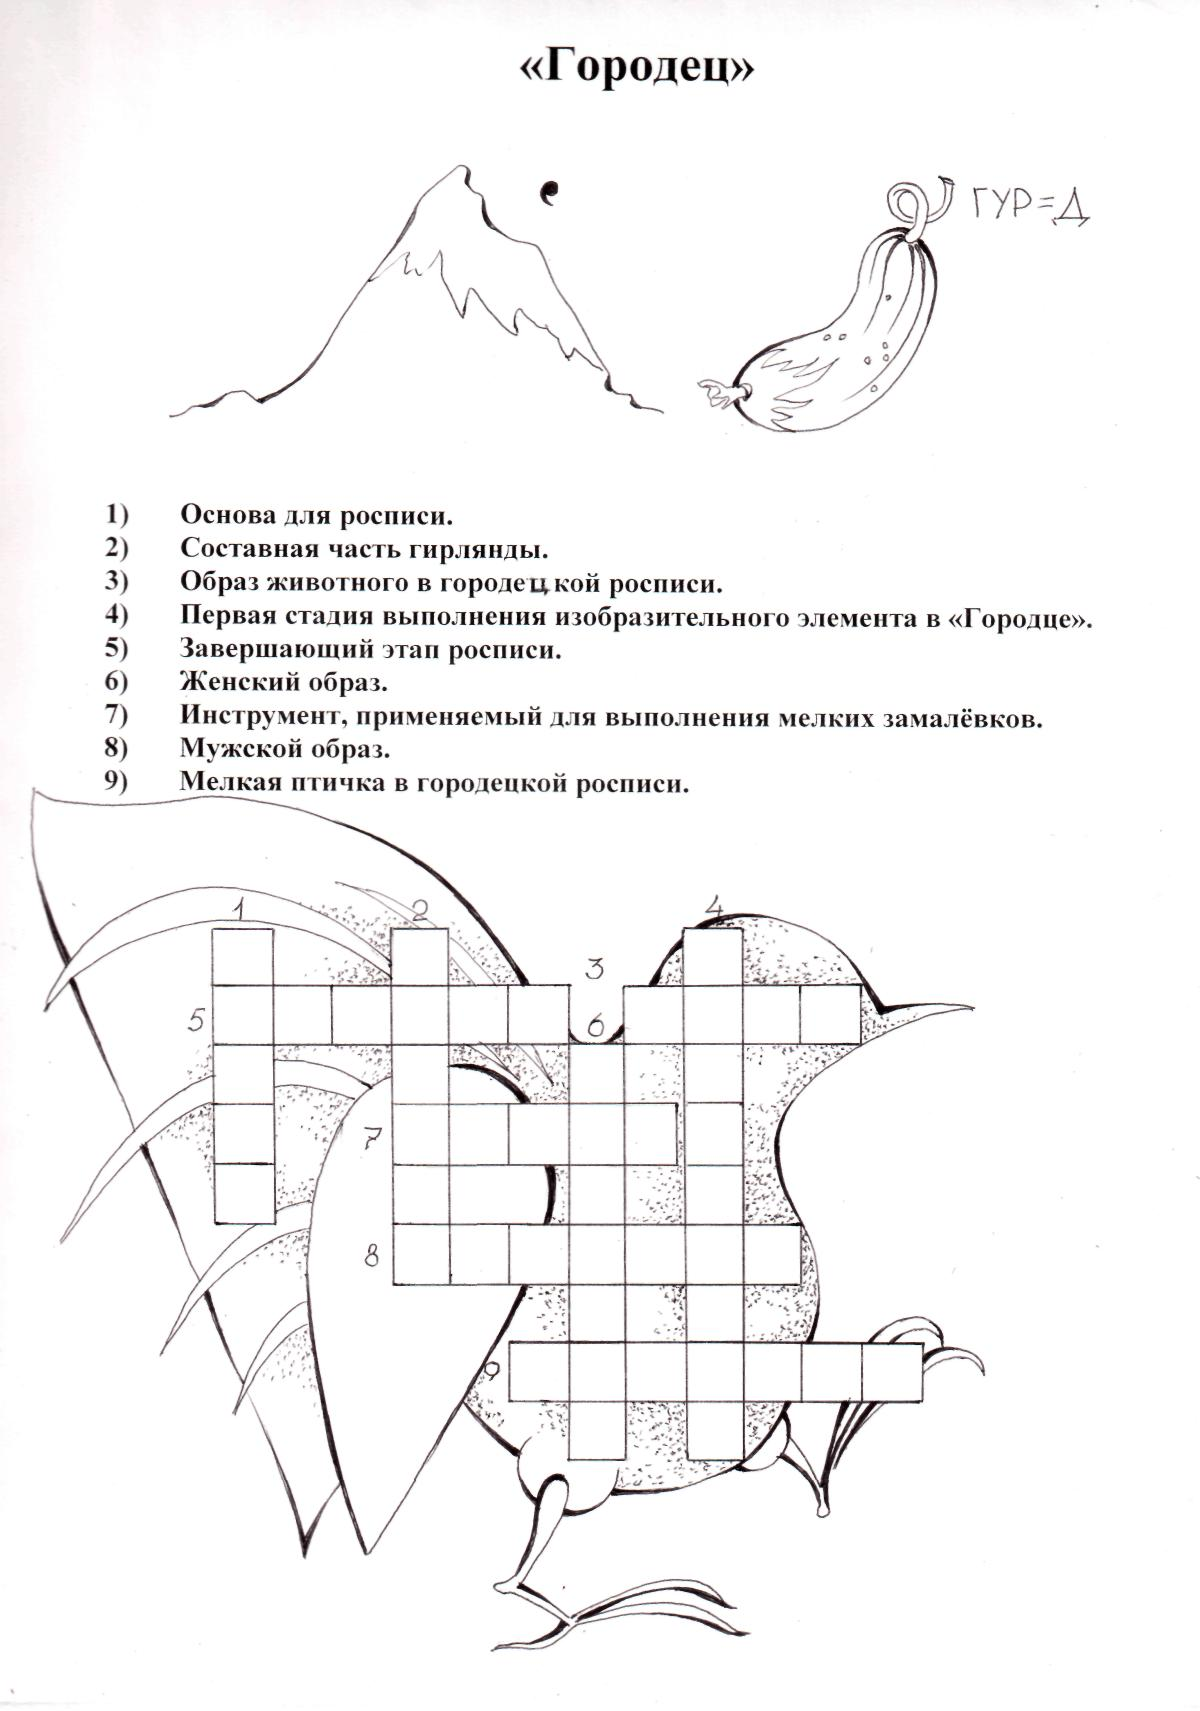 «Городец»
ГУР=Д
1) Основа для росписи.
2) Составная часть гирлянды.
3) Образ животного в городецкой росписи.
4) Первая стадия выполнения изобразительного элемента в «Городце».
5) Завершающий этап росписи.
6) Женский образ.
7) Инструмент, применяемый для выполнения мелких замалёвков.
8) Мужской образ.
9) Мелкая птичка в городецкой росписи.
1 2 4
3
5 6
7
8
9